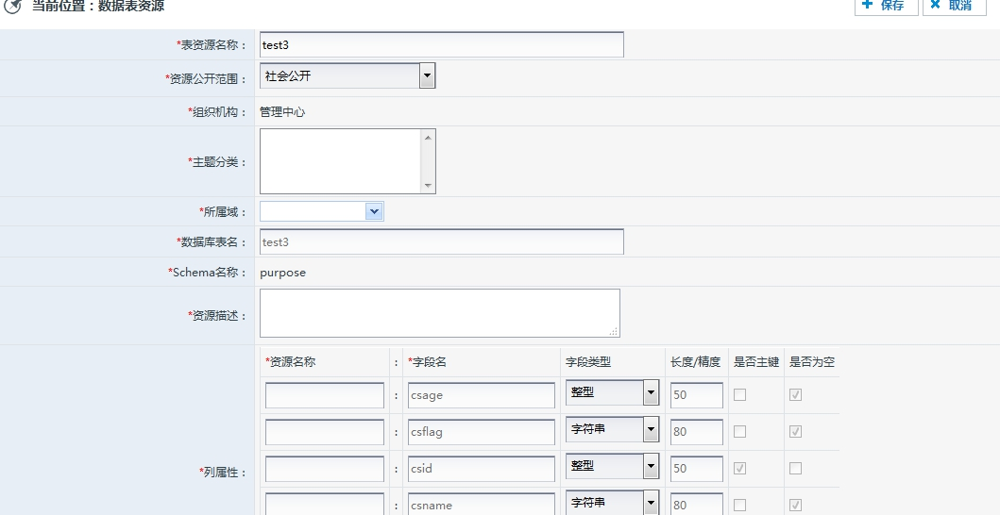 当前位置：数据表资源 保存 取消
*表资源名称： test3
*资源公开范围： 社会公开
*组织机构： 管理中心
*主题分类：
*所属域：
*数据库表名： test3
*Schema名称： purpose
*资源描述：
*资源名称 : *字段名 字段类型 长度/精度 是否主键 是否为空
: csage 整型 50
: csflag 字符串 80
*列属性： : csid 整型 50
: csname 字符串 80